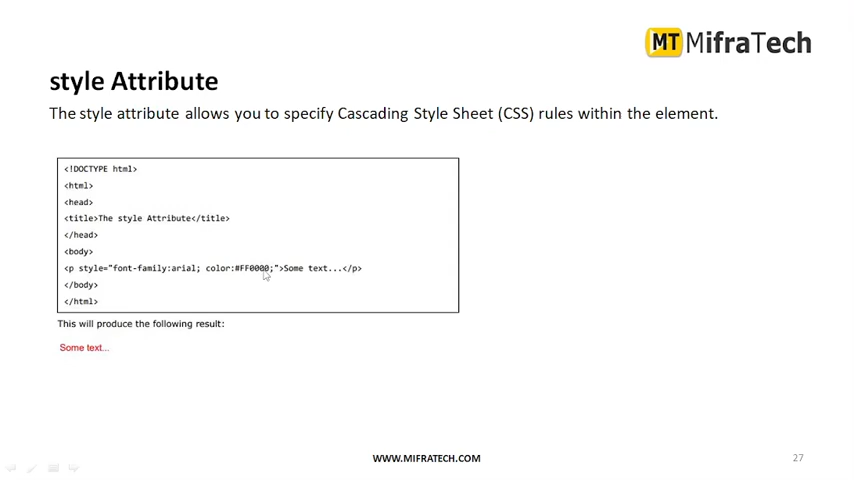 MT MifraTech
style Attribute
The style attribute allows you to specify Cascading Style Sheet (CSS) rules within the element.
<!DOCTYPE html>
<html>
<head>
<title>The style Attribute</title>
</head>
<body>
<p style="font-family:arial; color:#FF0000;">Some text...</p>
</body>
</html>
This will produce the following result:
Some text...
WWW.MIFRATECH.COM
27